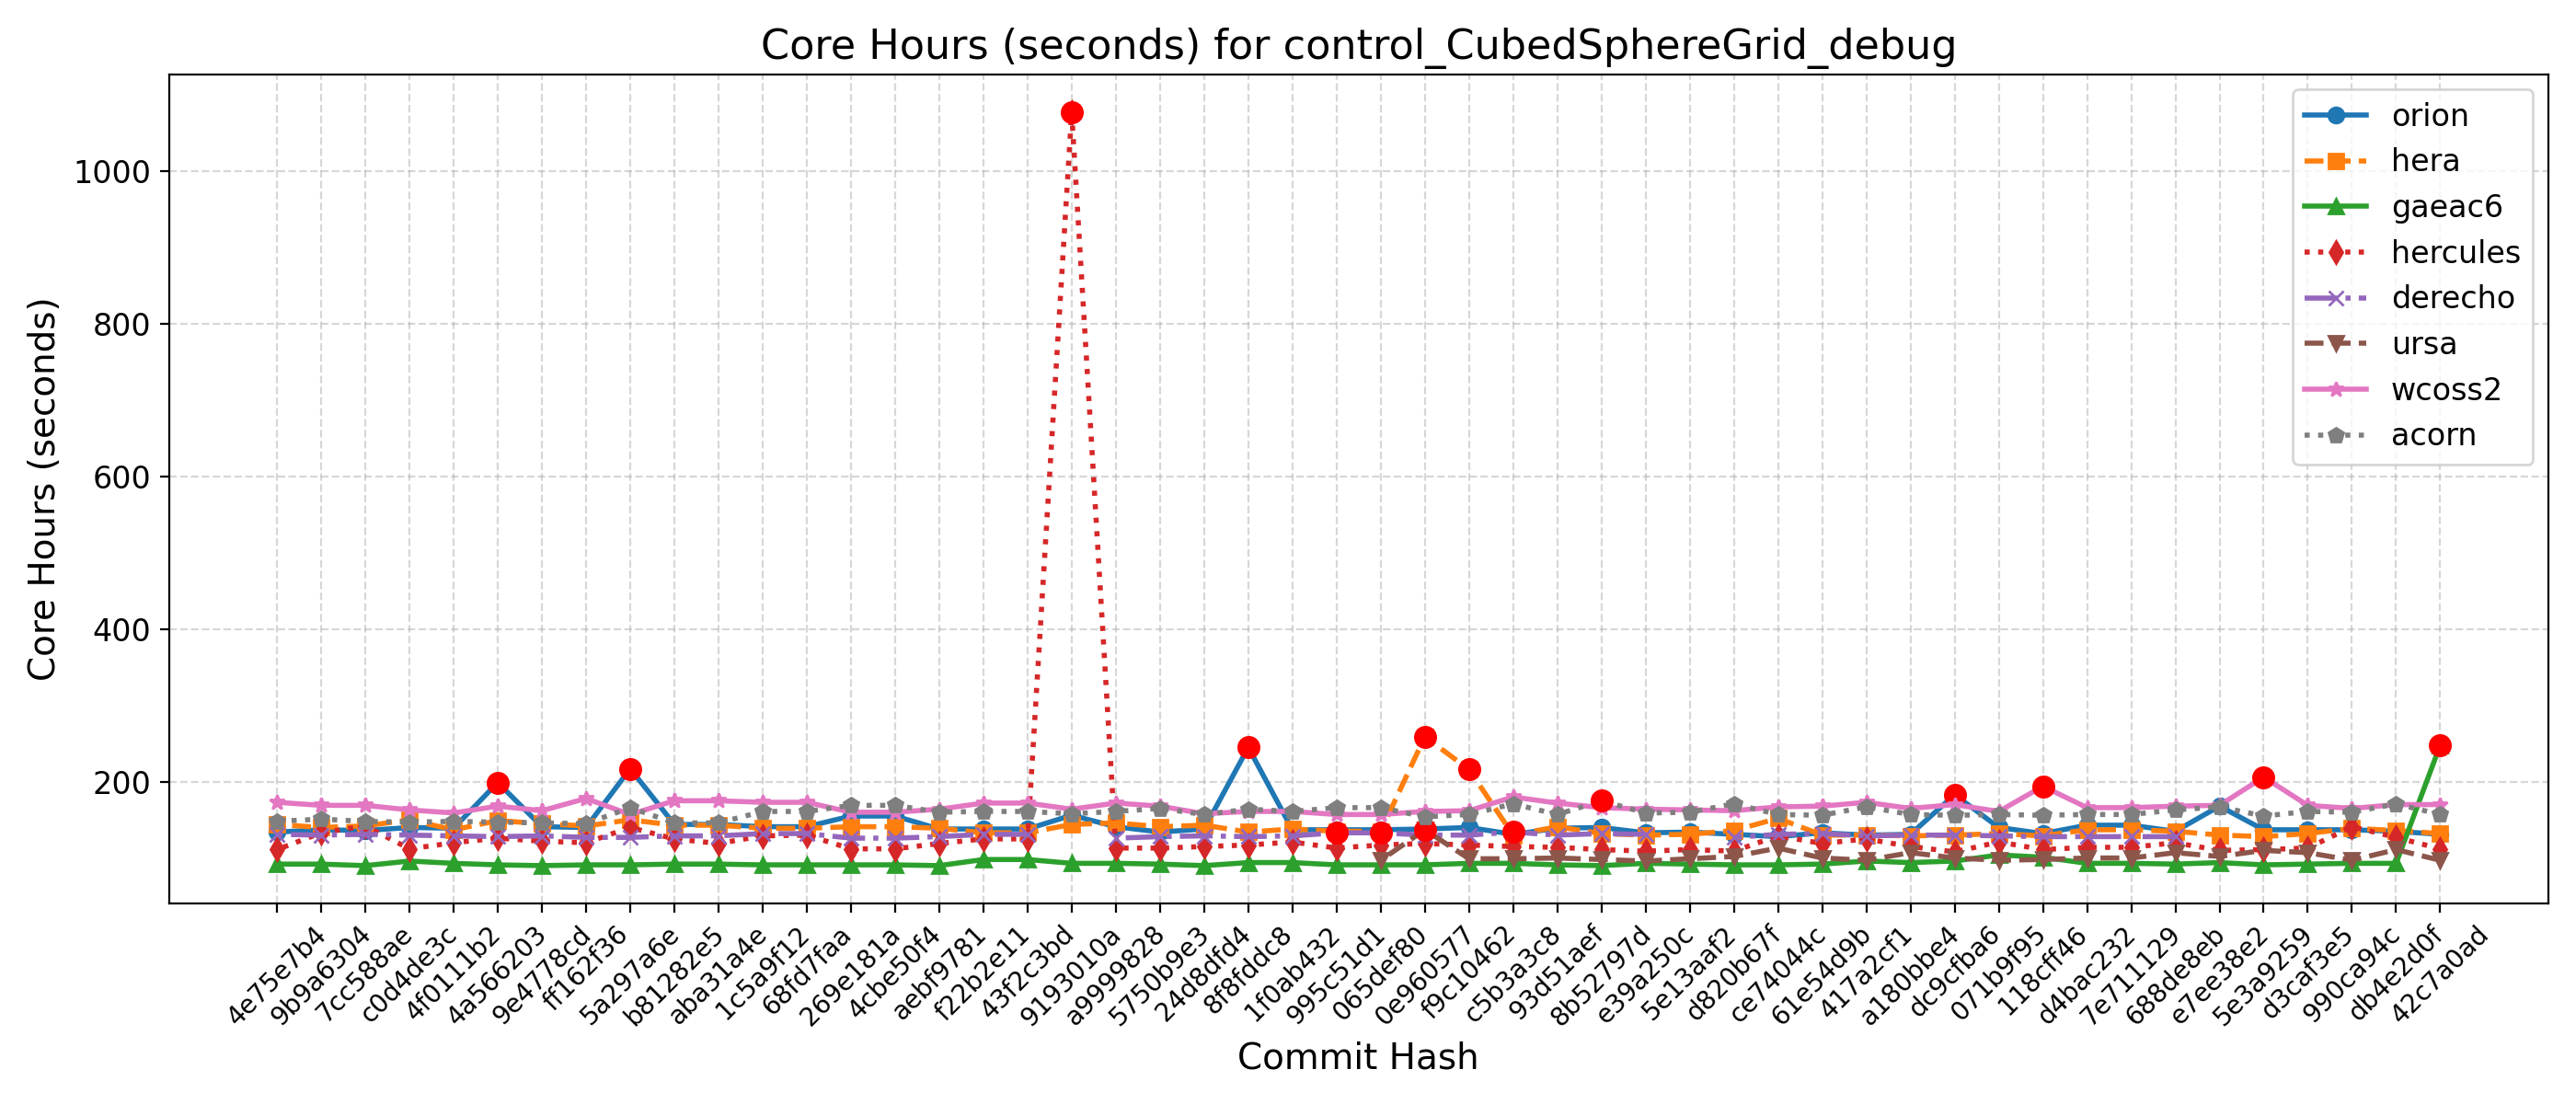 Core Hours (seconds) for control_CubedSphereGrid_debug
Core Hours (seconds)
1000
800
600
400
200
orion
hera
gaeac6
hercules
derecho
ursa
wcoss2
acorn
4e75e7b4
9b9a6304
7cc588ae
c0d4de3c
4f0111b2
4a566203
9e4778cd
ff162f36
5a297a6e
b81282e5
aba31a4e
1c5a9f12
68fd7faa
269e181a
4cbe50f4
aebf9781
f22b2e11
43f2c3bd
9193010a
a9999828
5750b9e3
24d8dfd4
8f8fddc8
1f0ab432
995c51d1
065def80
0e960577
f9c10462
c5b3a3c8
93d51aef
8b52797d
e39a250c
5e13aaf2
d820b67f
ce74044c
61e54d9b
417a2cf1
a180bbe4
dc9cfba6
071b9f95
118cff46
d4bac232
7e711129
688de8eb
e7ee38e2
5e3a9259
d3caf3e5
990ca94c
db4e2d0f
42c7a0ad
Commit Hash